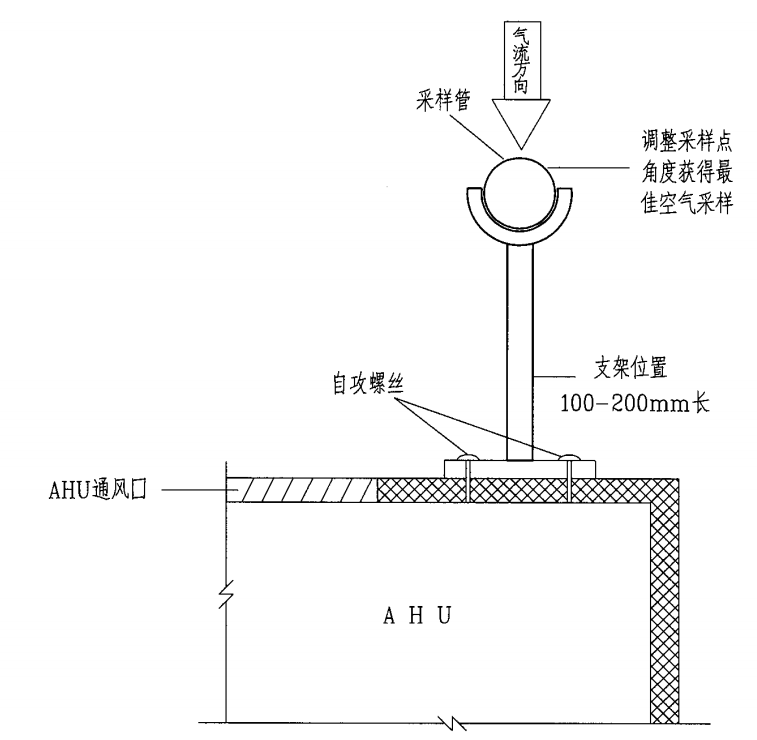 气流方向
采样管
调整采样点
角度获得最
佳空气采样
支架位置
100-200mm长
自攻螺丝
AHU通风口
A H U